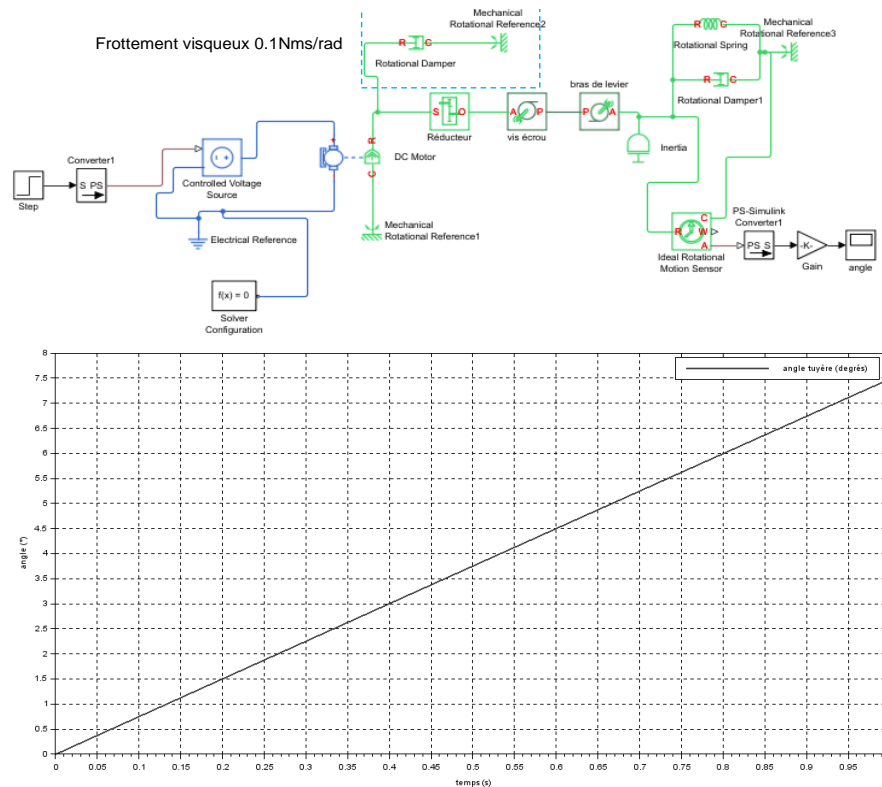 Frottement visqueux 0.1Nms/rad
Mechanical
Rotational Reference2
R C
Rotational Damper
Mechanical
Rotational Reference3
R C
Rotational Spring
R C
Rotational Damper1
bras de levier
S O
Réducteur
A P
vis écrou
P A
Inertia
R
C
DC Motor
Converter1
S PS
Step
Controlled Voltage
Source
+
-
Electrical Reference
Mechanical
Rotational Reference1
f(x) = 0
Solver
Configuration
R C W A
Ideal Rotational
Motion Sensor
PS-Simulink
Converter1
PS S
-K-
Gain
angle
angle tuyère (degrés)
8
7.5
7
6.5
6
5.5
5
4.5
4
3.5
3
2.5
2
1.5
1
0.5
0
angle (°)
0 0.05 0.1 0.15 0.2 0.25 0.3 0.35 0.4 0.45 0.5 0.55 0.6 0.65 0.7 0.75 0.8 0.85 0.9 0.95
temps (s)